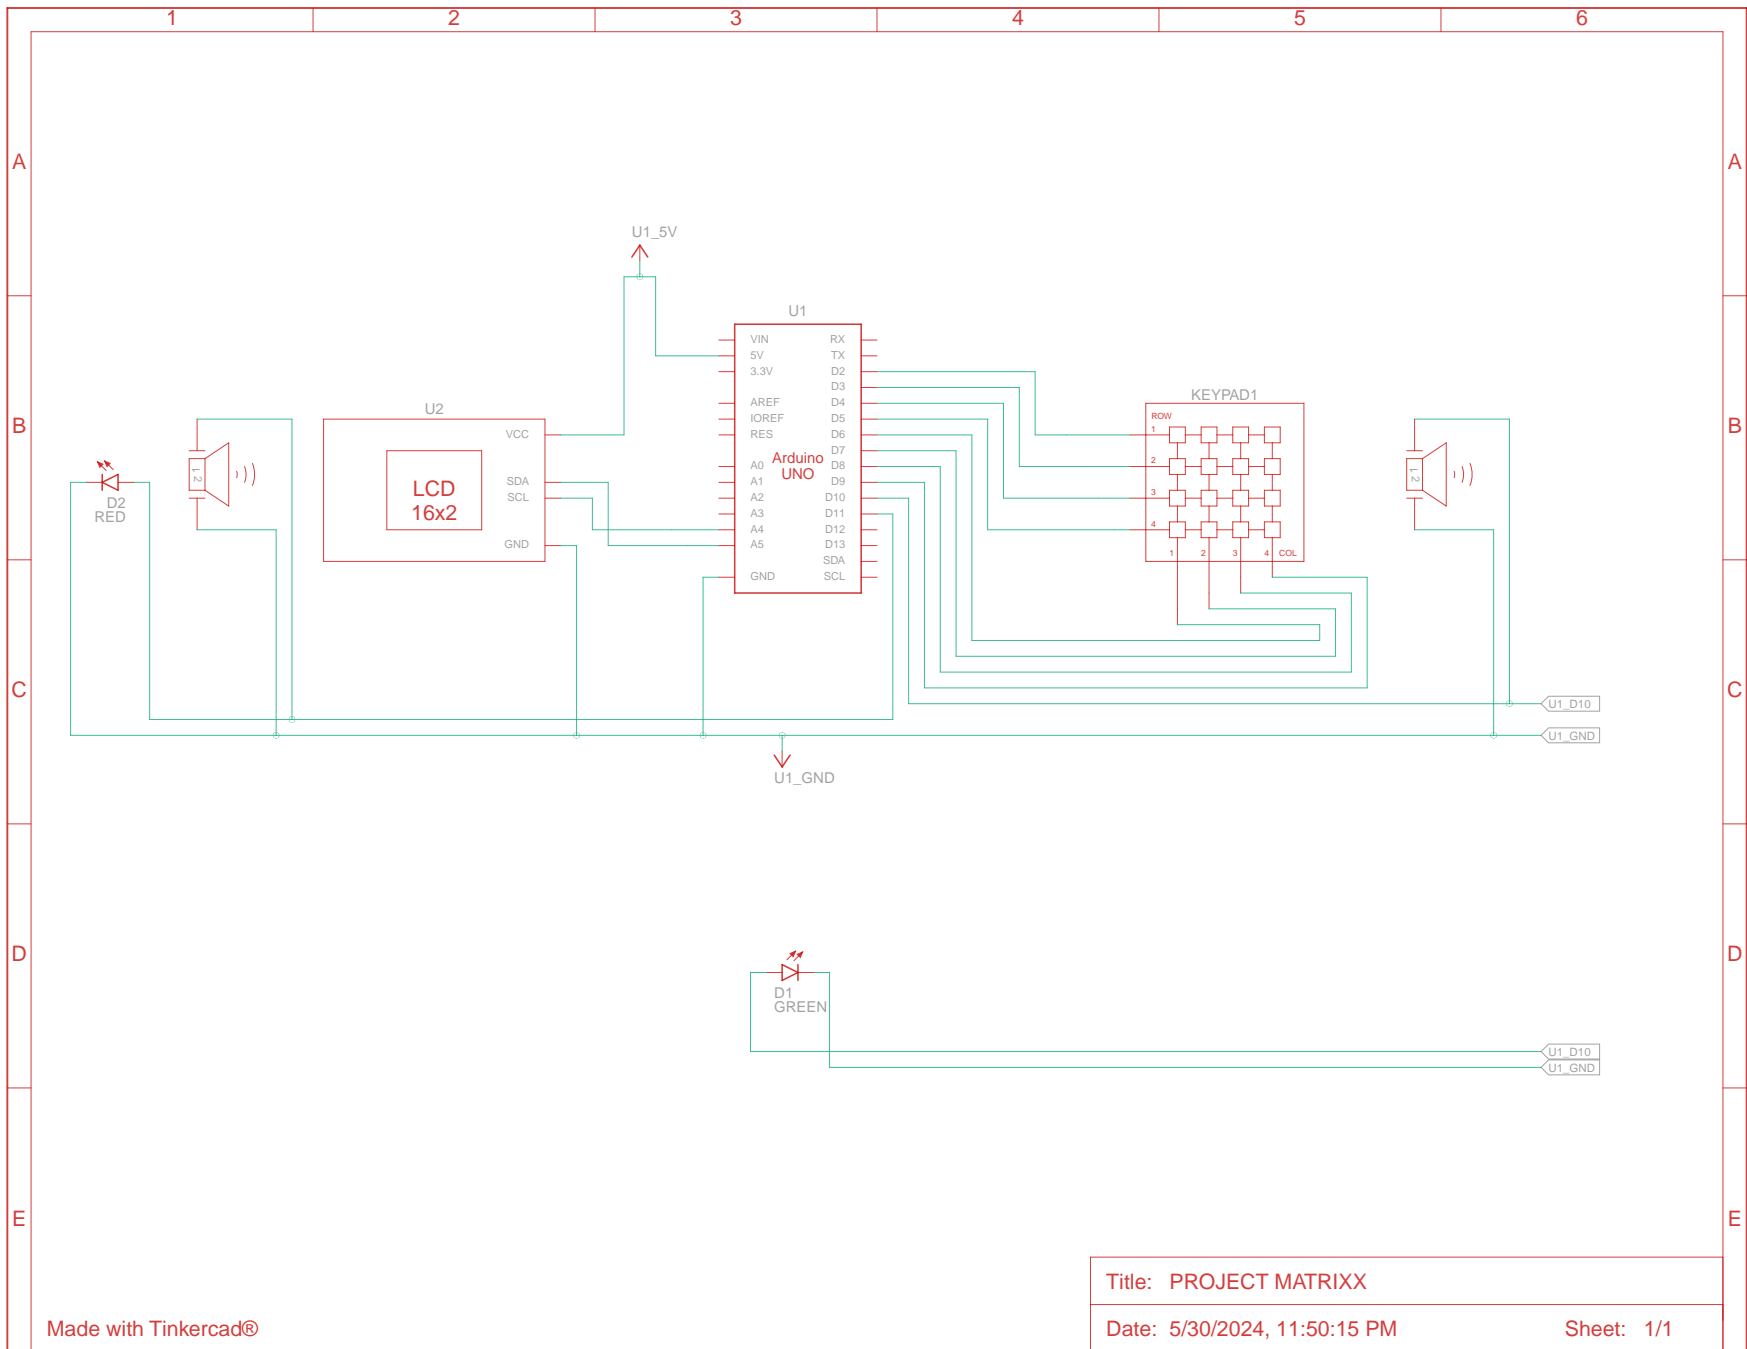 1 2 3 4 5 6
A A
U1_5V
U1
VIN RX
5V TX
3.3V D2
D3
AREF D4
IOREF D5
RES D6
D7
A0 D8
A1 D9
A2 D10
A3 D11
A4 D12
A5 D13
SDA
GND SCL
Arduino
UNO
B B
U2
VCC
SDA
SCL
GND
LCD
16x2
D2
RED
1 2
KEYPAD1
ROW
1
2
3
4
1 2 3 4 COL
1 2
C C
U1_D10
U1_GND
U1_GND
D D
D1
GREEN
U1_D10
U1_GND
E E
Title: PROJECT MATRIXX
Made with Tinkercad®
Date: 5/30/2024, 11:50:15 PM Sheet: 1/1